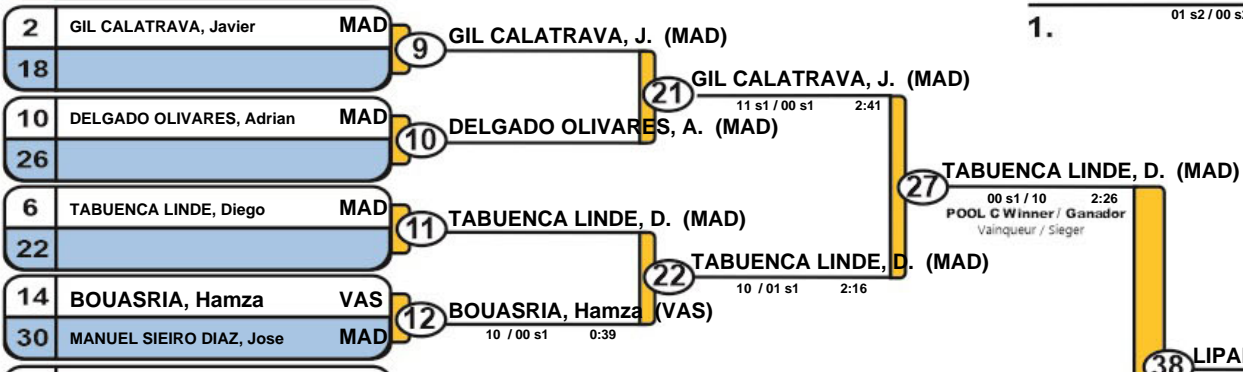 2 GIL CALATRAVA, Javier MAD
18
9 GIL CALATRAVA, J. (MAD)
10 DELGADO OLIVARES, Adrian MAD
26
10 DELGADO OLIVARES, A. (MAD)
21 GIL CALATRAVA, J. (MAD)
11 s1 / 00 s1 2:41
6 TABUENCA LINDE, Diego MAD
22
11 TABUENCA LINDE, D. (MAD)
14 BOUASRIA, Hamza VAS
30 MANUEL SIEIRO DIAZ, Jose MAD
12 BOUASRIA, Hamza (VAS)
10 / 00 s1 0:39
22 TABUENCA LINDE, D. (MAD)
10 / 01 s1 2:16
27 TABUENCA LINDE, D. (MAD)
00 s1 / 10 2:26
POOL C Winner / Ganador
Vainqueur / Sieger
01 s2 / 00
1.
38